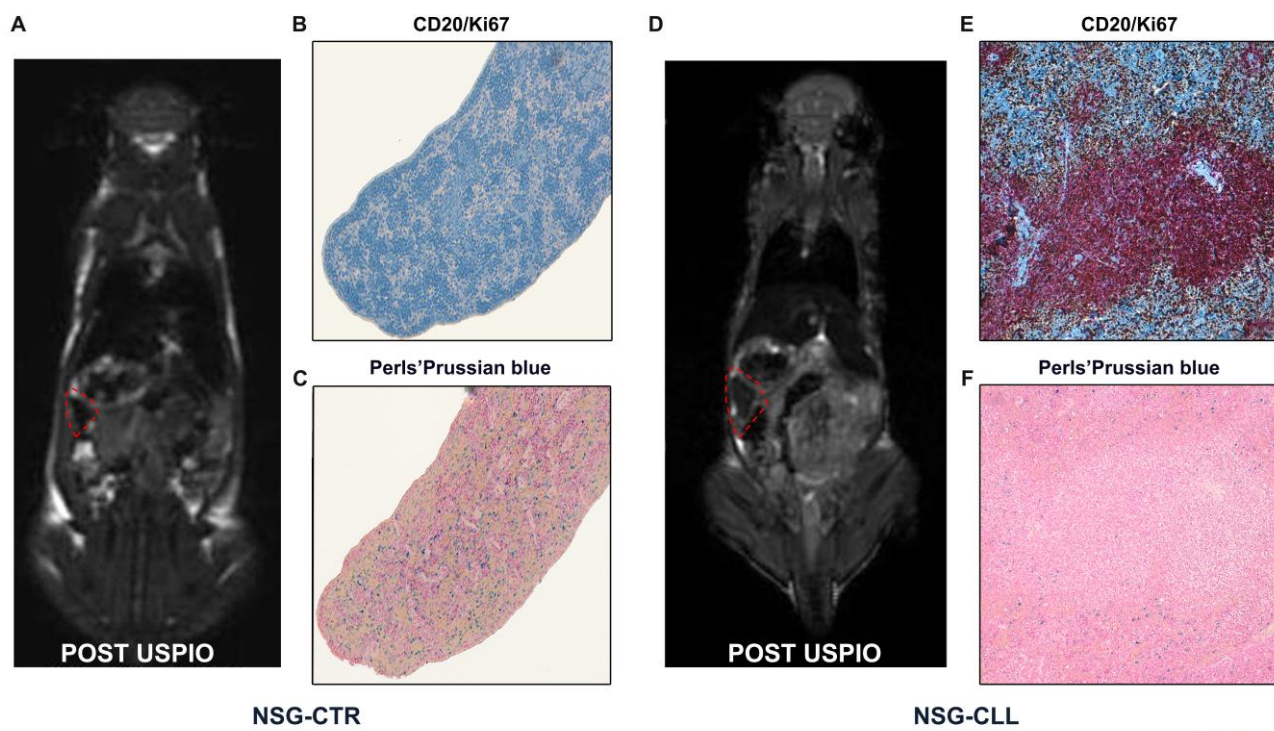 A
B
CD20/Ki67
C
Perls'Prussian blue
POST USPIO
NSG-CTR
D
E
CD20/Ki67
F
Perls'Prussian blue
POST USPIO
NSG-CLL